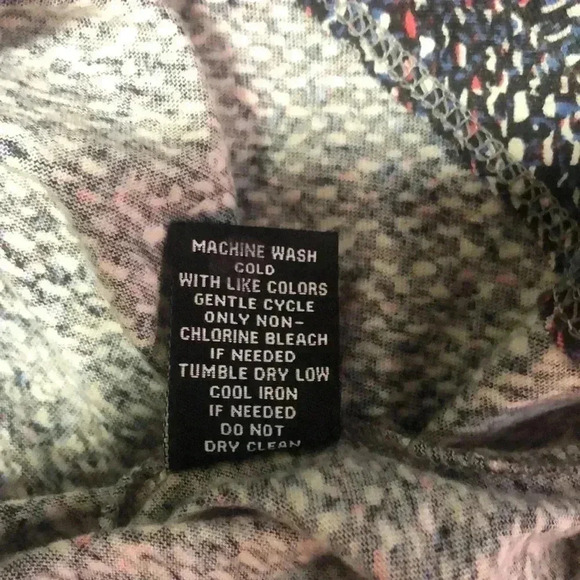 MACHINE WASH
COLD
WITH LIKE COLORS
GENTLE CYCLE
ONLY NON-
CHLORINE BLEACH
IF NEEDED
TUMBLE DRY LOW
COOL IRON
IF NEEDED
DO NOT
DRY CLEAN